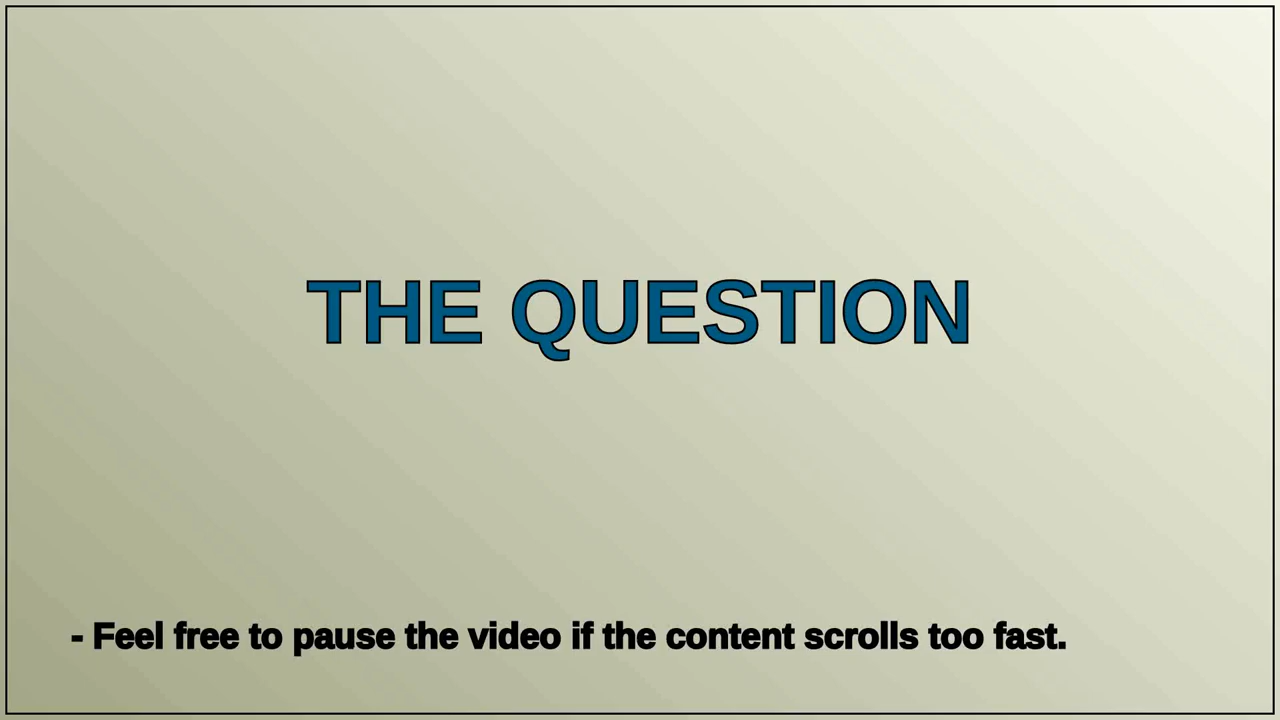 THE QUESTION
- Feel free to pause the video if the content scrolls too fast.